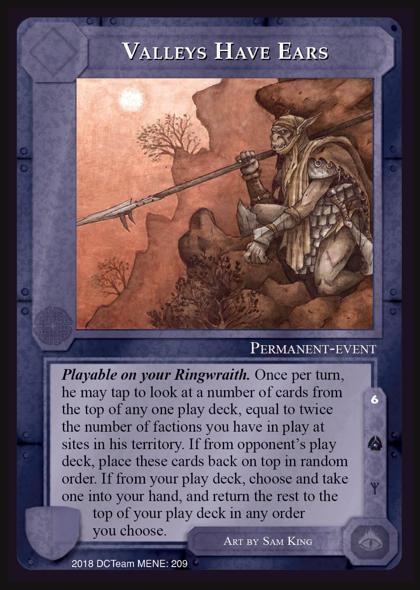 Valleys Have Ears
Permanent-event
Playable on your Ringwraith. Once per turn,
he may tap to look at a number of cards from
the top of any one play deck, equal to twice
the number of factions you have in play at
sites in his territory. If from opponent's play
deck, place these cards back on top in random
order. If from your play deck, choose and take
one into your hand, and return the rest to the
top of your play deck in any order
you choose.
6
Art by Sam King
2018 DCTeam MENE: 209